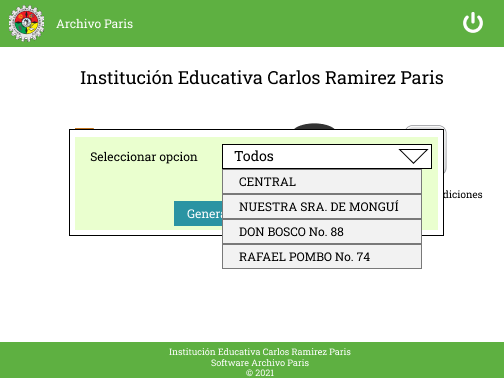 Archivo Paris
Institución Educativa Carlos Ramirez Paris
Seleccionar opcion
Todos
CENTRAL
diciones
NUESTRA SRA. DE MONGUÍ
Genera
DON BOSCO No. 88
RAFAEL POMBO No. 74
Institución Educativa Carlos Ramirez Paris
Software Archivo Paris
© 2021